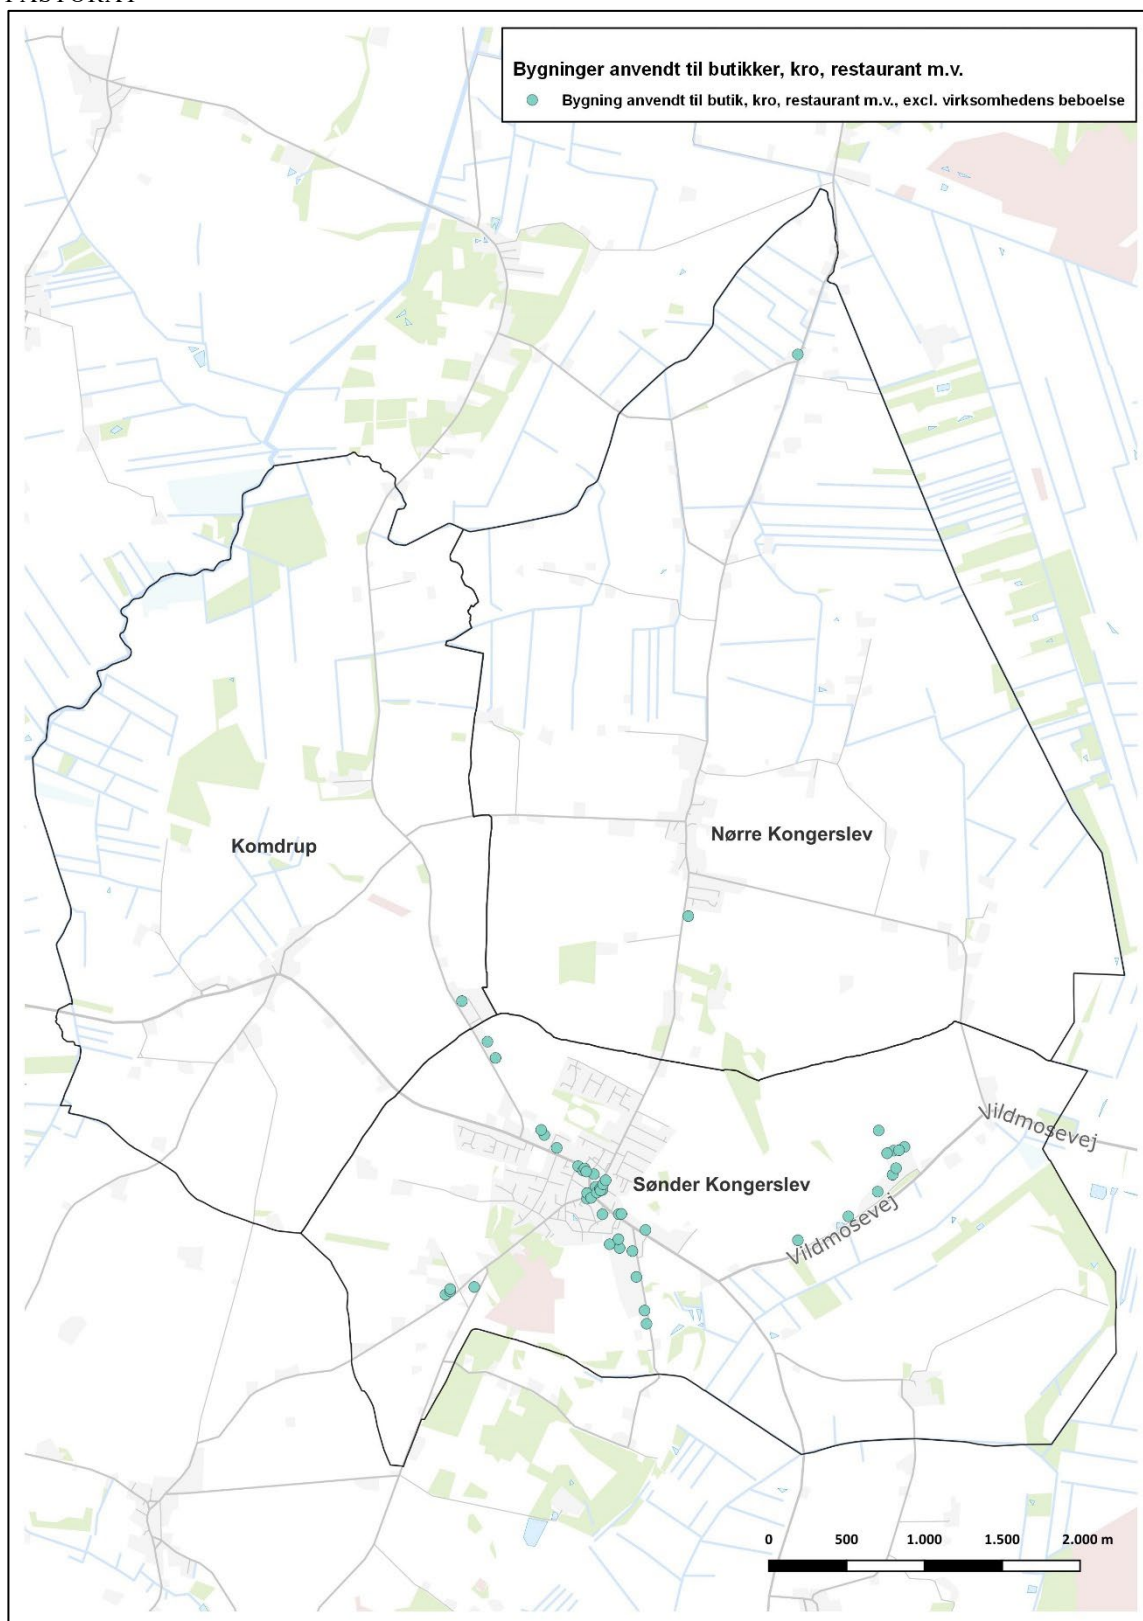 PASTORAT
Bygninger anvendt til butikker, kro, restaurant m.v.
Bygning anvendt til butik, kro, restaurant m.v., excl. virksomhedens beboelse
Komdrup
Nørre Kongerslev
Vildmosevej
Sønder Kongerslev
Vildmosevej
0 500 1.000 1.500 2.000 m